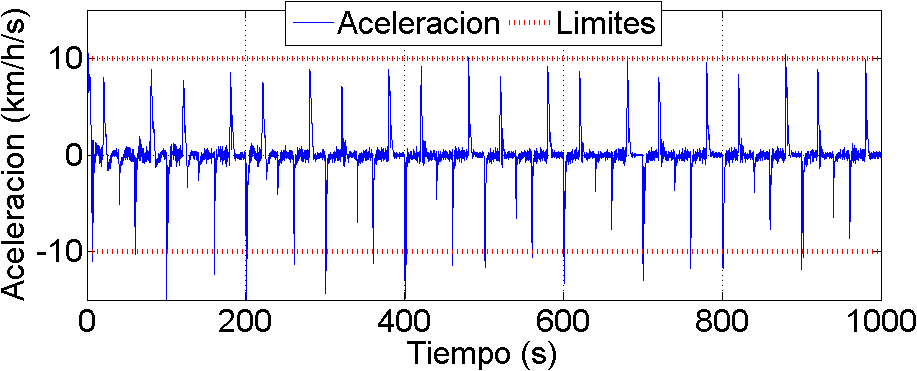 Aceleracion Limites
Aceleracion (km/h/s)
10
0
-10
0 200 400 600 800 1000
Tiempo (s)